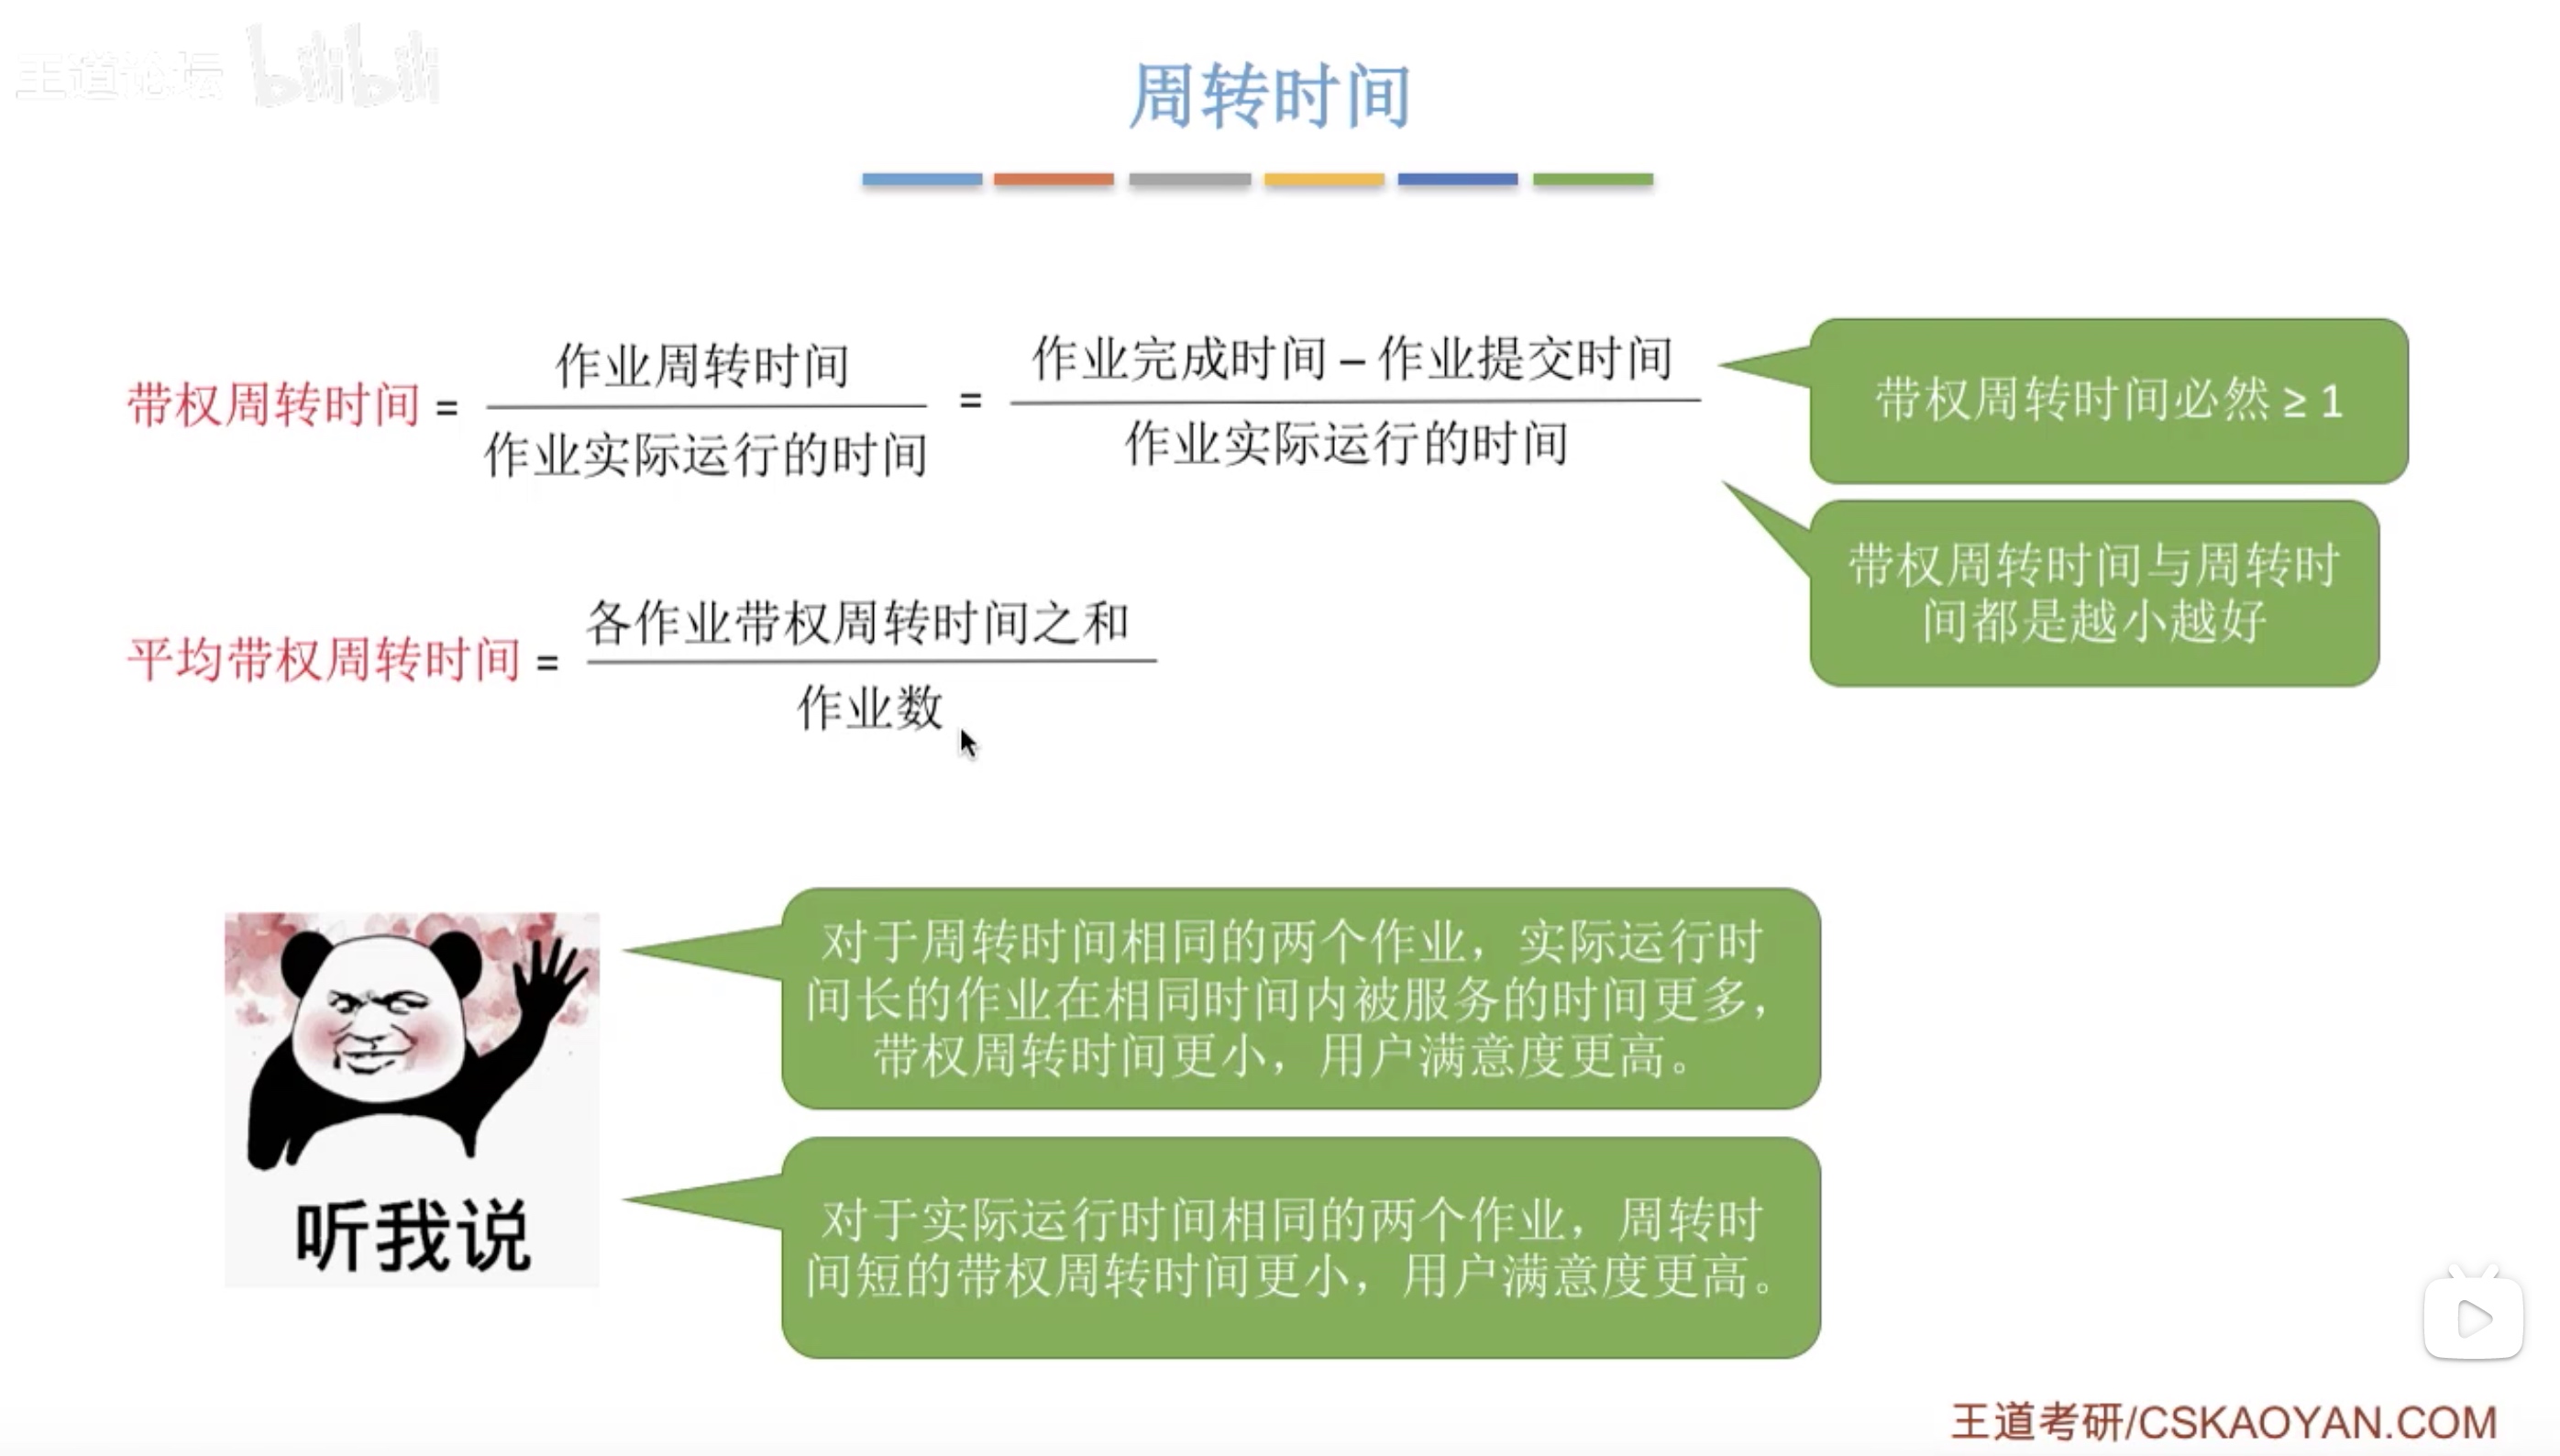 王道论坛 bilibili
周转时间
带权周转时间 = 作业周转时间 = 作业完成时间 – 作业提交时间
作业实际运行的时间 作业实际运行的时间
带权周转时间必然 ≥ 1
带权周转时间与周转时
间都是越小越好
平均带权周转时间 = 各作业带权周转时间之和
作业数
对于周转时间相同的两个作业，实际运行时
间长的作业在相同时间内被服务的时间更多，
带权周转时间更小，用户满意度更高。
听我说
对于实际运行时间相同的两个作业，周转时
间短的带权周转时间更小，用户满意度更高。
王道考研/CSKAOYAN.COM